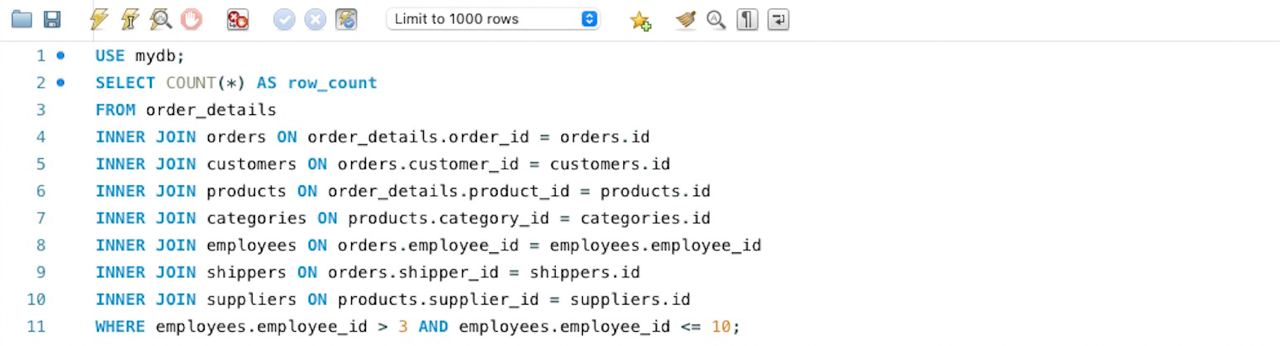 Limit to 1000 rows
1 USE mydb;
2 SELECT COUNT(*) AS row_count
3 FROM order_details
4 INNER JOIN orders ON order_details.order_id = orders.id
5 INNER JOIN customers ON orders.customer_id = customers.id
6 INNER JOIN products ON order_details.product_id = products.id
7 INNER JOIN categories ON products.category_id = categories.id
8 INNER JOIN employees ON orders.employee_id = employees.employee_id
9 INNER JOIN shippers ON orders.shipper_id = shippers.id
10 INNER JOIN suppliers ON products.supplier_id = suppliers.id
11 WHERE employees.employee_id > 3 AND employees.employee_id <= 10;